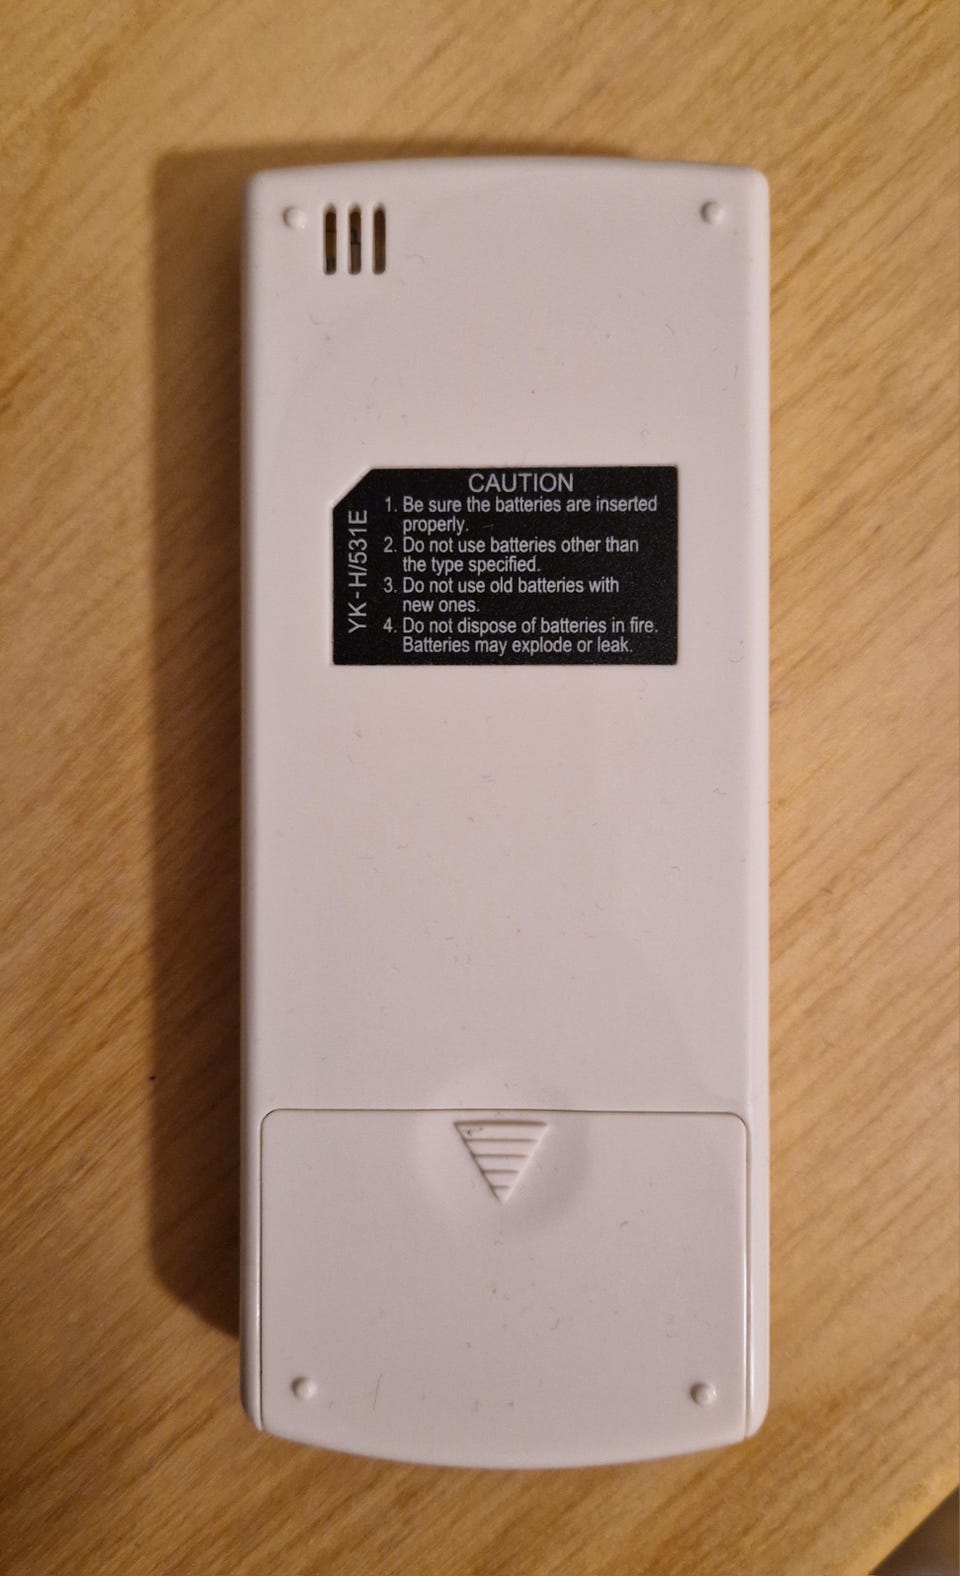 CAUTION
1. Be sure the batteries are inserted
properly.
2. Do not use batteries other than
the type specified.
3. Do not use old batteries with
new ones.
4. Do not dispose of batteries in fire.
Batteries may explode or leak.
YK-H/531E